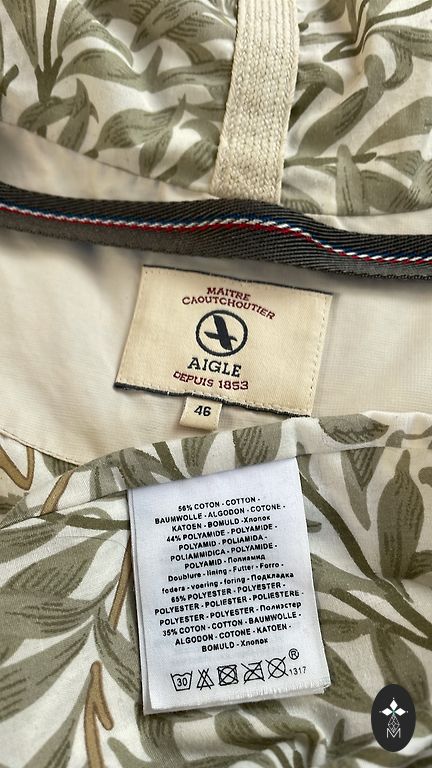 MAITRE
CAOUTCHOUTIER
AIGLE
DEPUIS 1853
46
56% COTON - COTTON -
BAUMWOLLE - ALGODON - COTONE -
KATOEN - BOMULD - Хлопок
44% POLYAMIDE - POLYAMIDE -
POLYAMID - POLIAMIDA -
POLIAMMIDICA - POLYAMIDE -
POLYAMID - Полиамид
Doublure - lining - Futter - Forro -
fodera - voering - foring - Подкладка
65% POLYESTER - POLYESTER -
POLYESTER - POLIESTER - POLIESTERE -
POLYESTER - POLYESTER - Полиэстер
35% COTON - COTTON - BAUMWOLLE -
ALGODON - COTONE - KATOEN -
BOMULD - Хлопок
30
®
1317
M